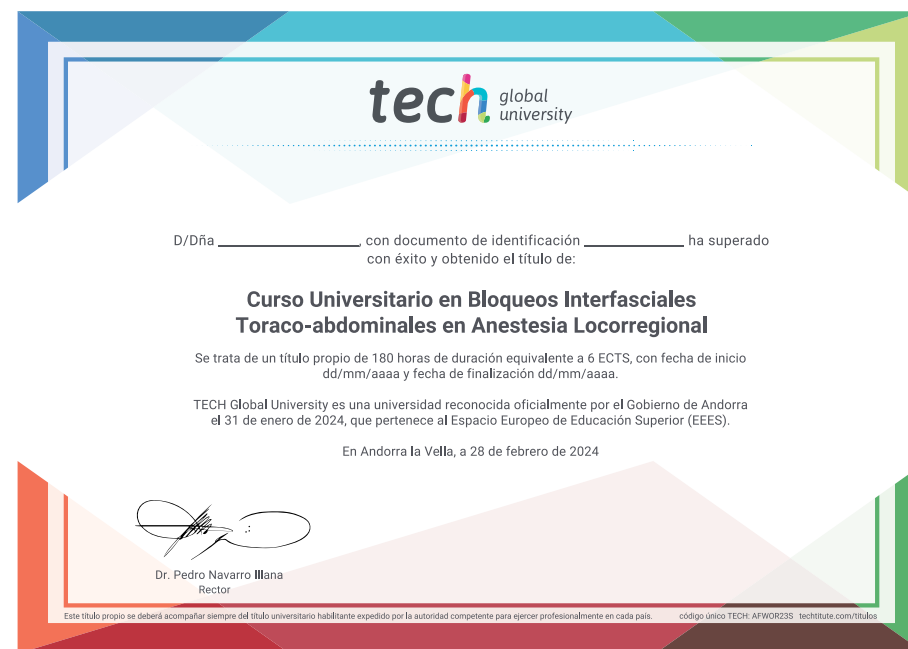 tech global university
D/Dña ____________________, con documento de identificación ______________ ha superado
con éxito y obtenido el título de:
Curso Universitario en Bloqueos Interfasciales
Toraco-abdominales en Anestesia Locorregional
Se trata de un título propio de 180 horas de duración equivalente a 6 ECTS, con fecha de inicio
dd/mm/aaaa y fecha de finalización dd/mm/aaaa.
TECH Global University es una universidad reconocida oficialmente por el Gobierno de Andorra
el 31 de enero de 2024, que pertenece al Espacio Europeo de Educación Superior (EEES).
En Andorra la Vella, a 28 de febrero de 2024
Dr. Pedro Navarro Illana
Rector
Este título propio se deberá acompañar siempre del título universitario habilitante expedido por la autoridad competente para ejercer profesionalmente en cada país. código único TECH: AFWOR23S techtitute.com/titulos